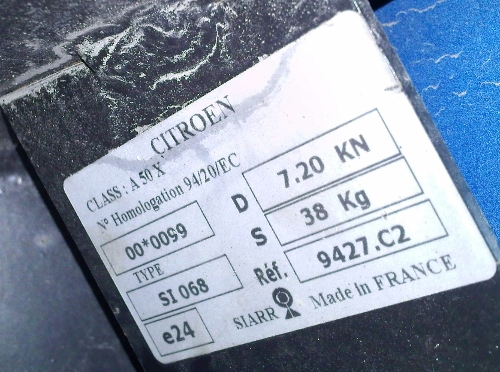 CITROEN
CLASS : A 50 X
N° Homologation 94/20/EC
00*0099
TYPE
SI 068
e24
D 7.20 KN
S 38 Kg
Réf. 9427.C2
SIARR Made in FRANCE